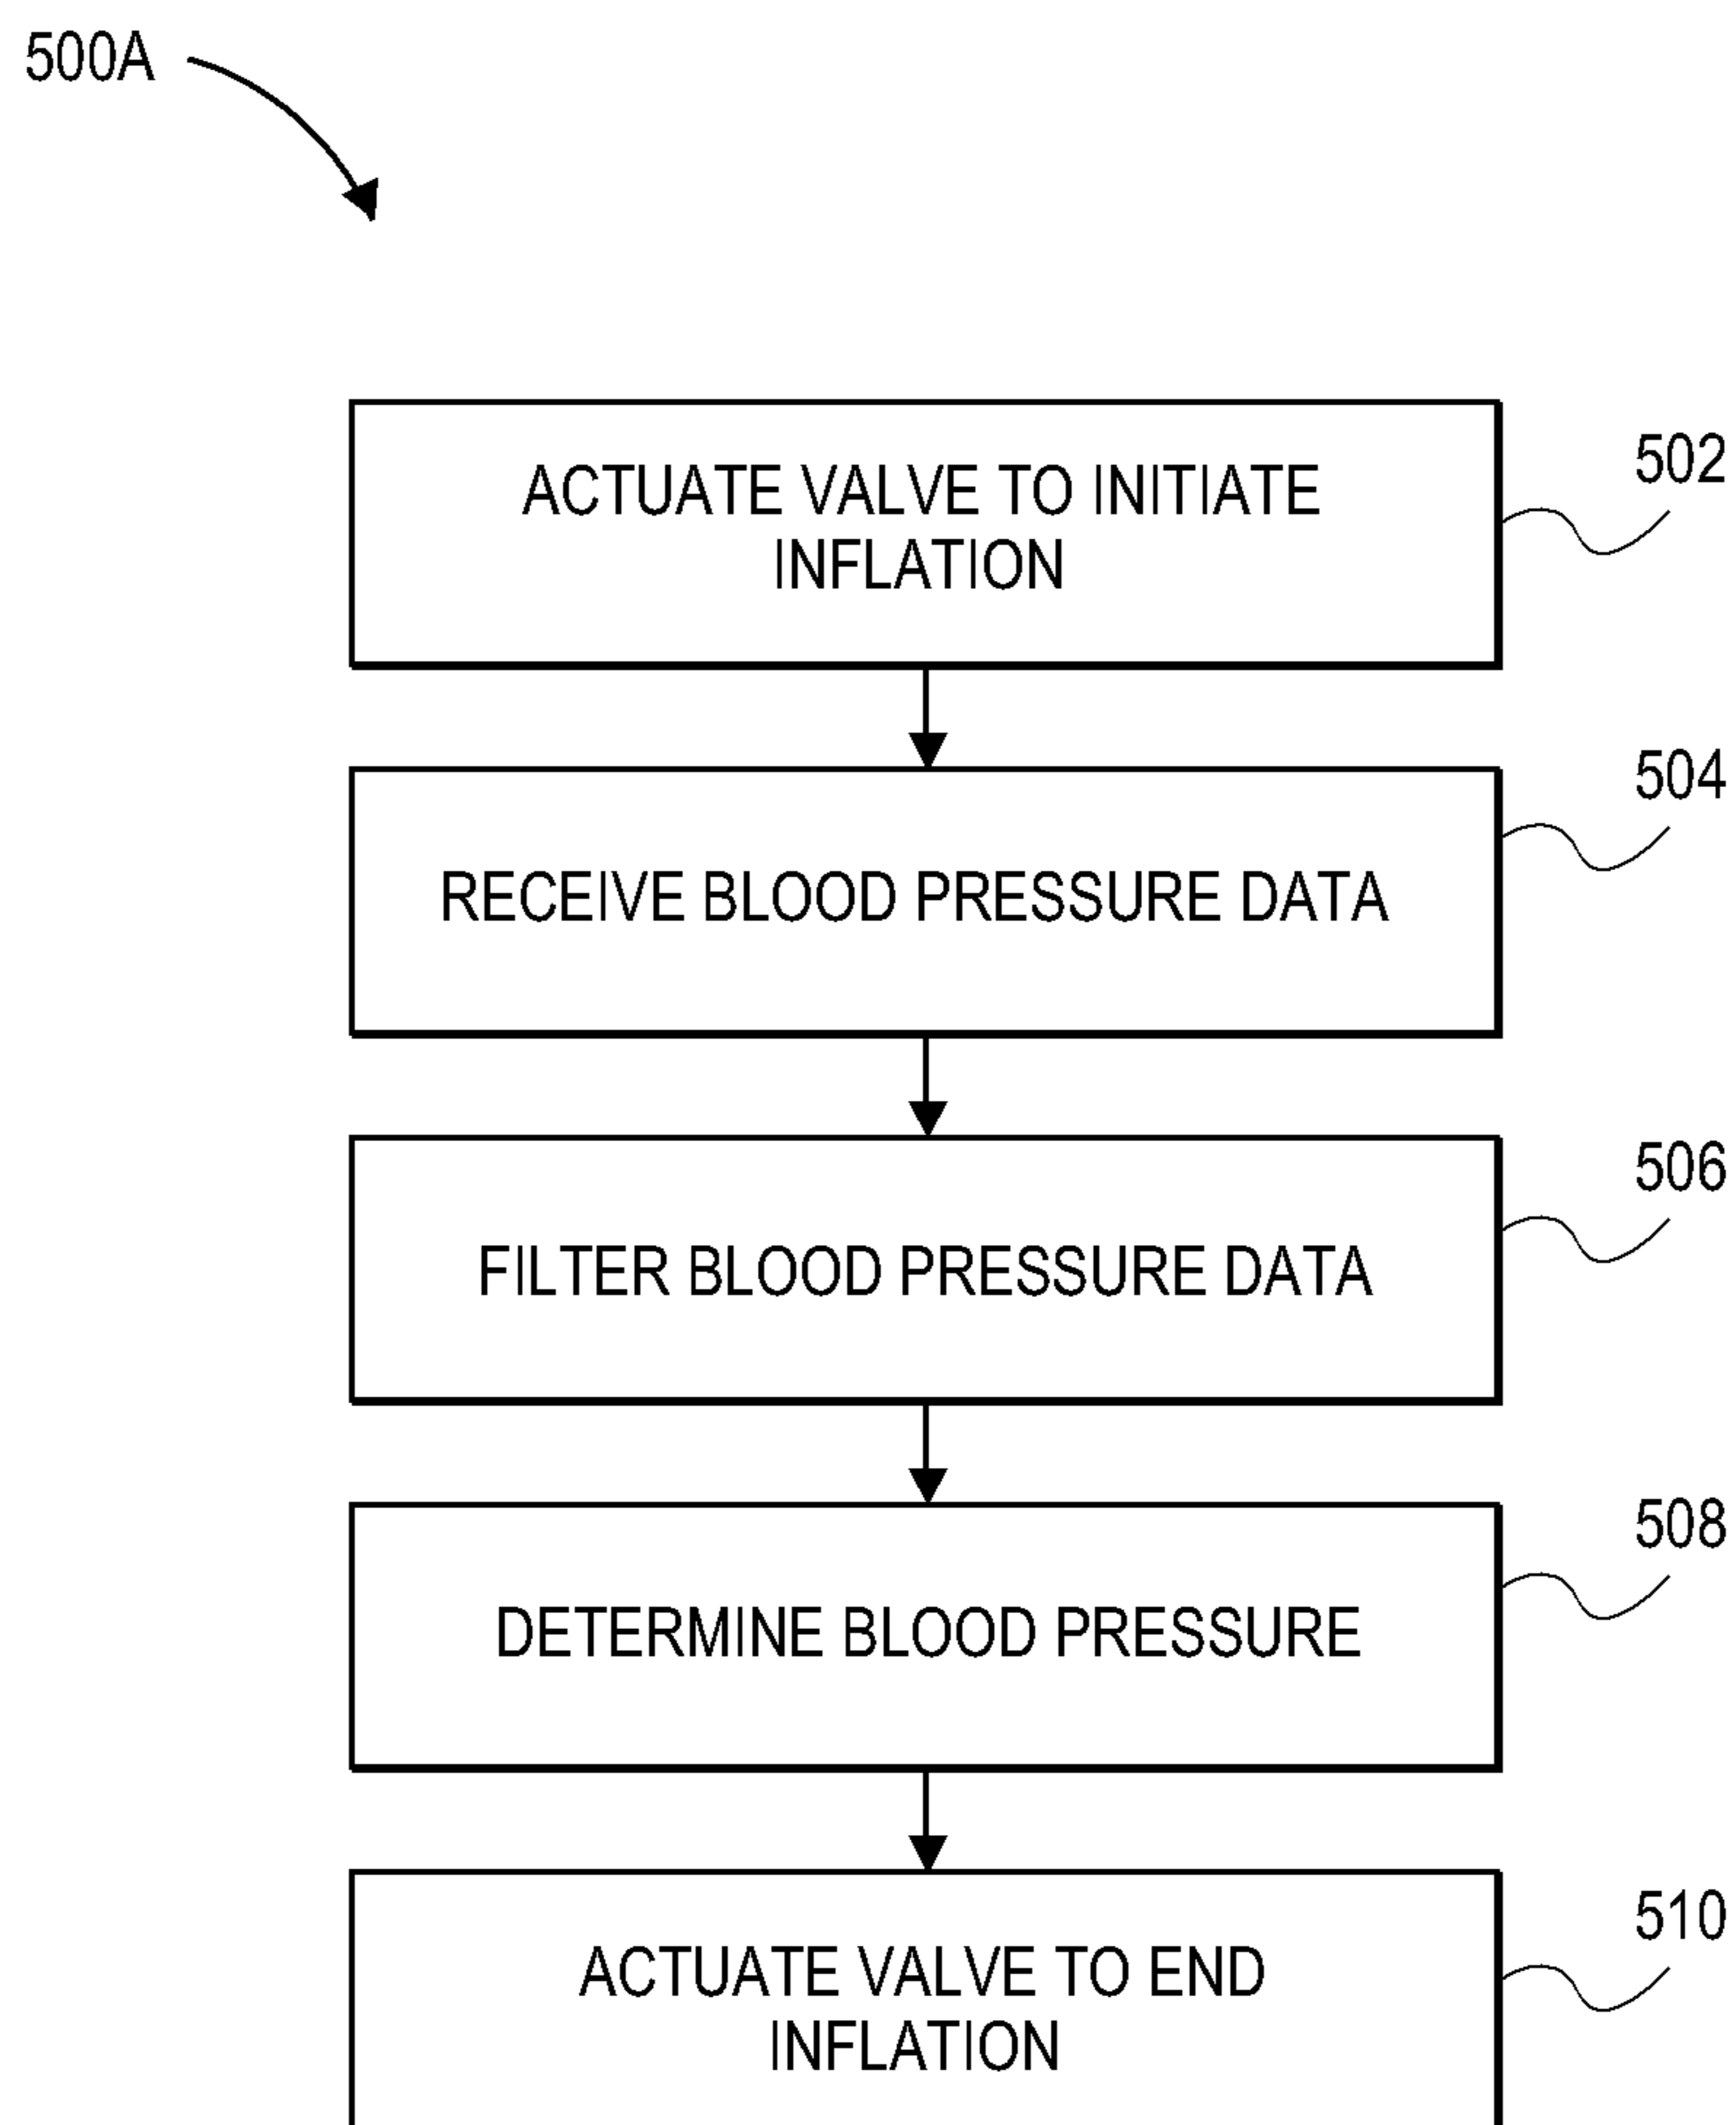 500A
ACTUATE VALVE TO INITIATE
INFLATION
502
RECEIVE BLOOD PRESSURE DATA
504
FILTER BLOOD PRESSURE DATA
506
DETERMINE BLOOD PRESSURE
508
ACTUATE VALVE TO END
INFLATION
510